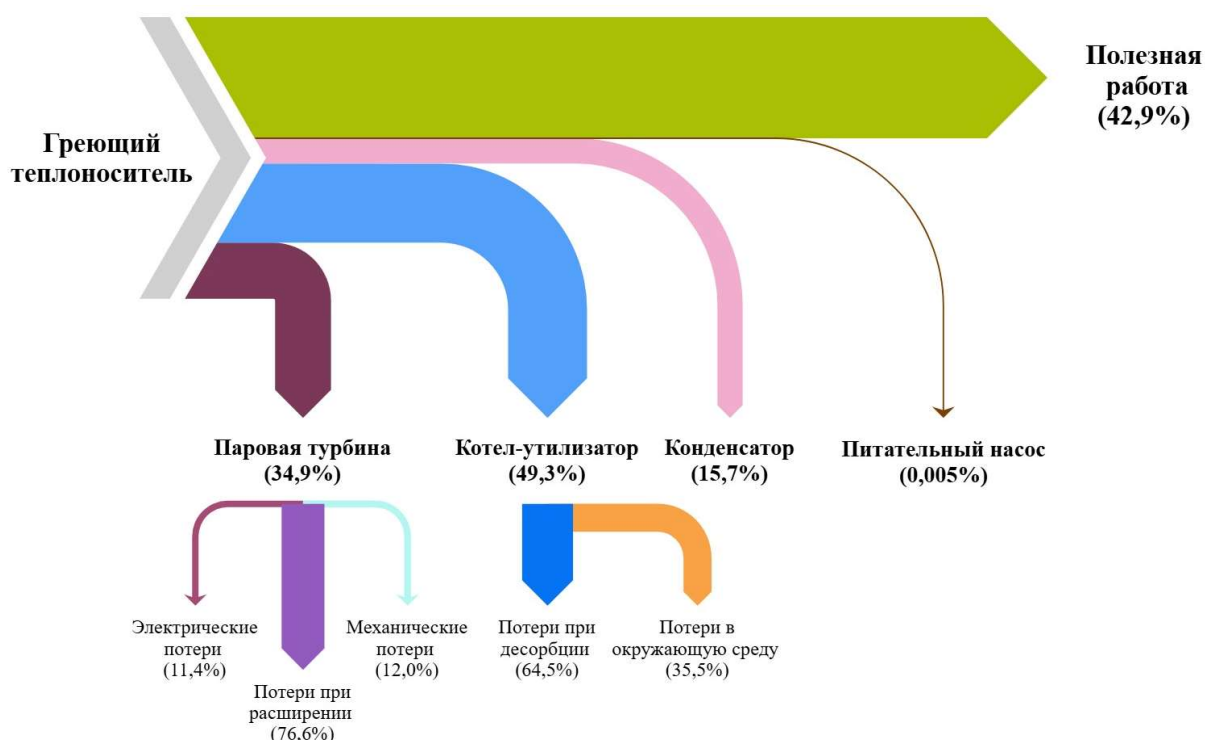 Полезная
работа
(42,9%)
Греющий
теплоноситель
Паровая турбина
(34,9%)
Котел-утилизатор
(49,3%)
Конденсатор
(15,7%)
Питательный насос
(0,005%)
Электрические
потери
(11,4%)
Потери при
расширении
(76,6%)
Механические
потери
(12,0%)
Потери при
десорбции
(64,5%)
Потери в
окружающую среду
(35,5%)